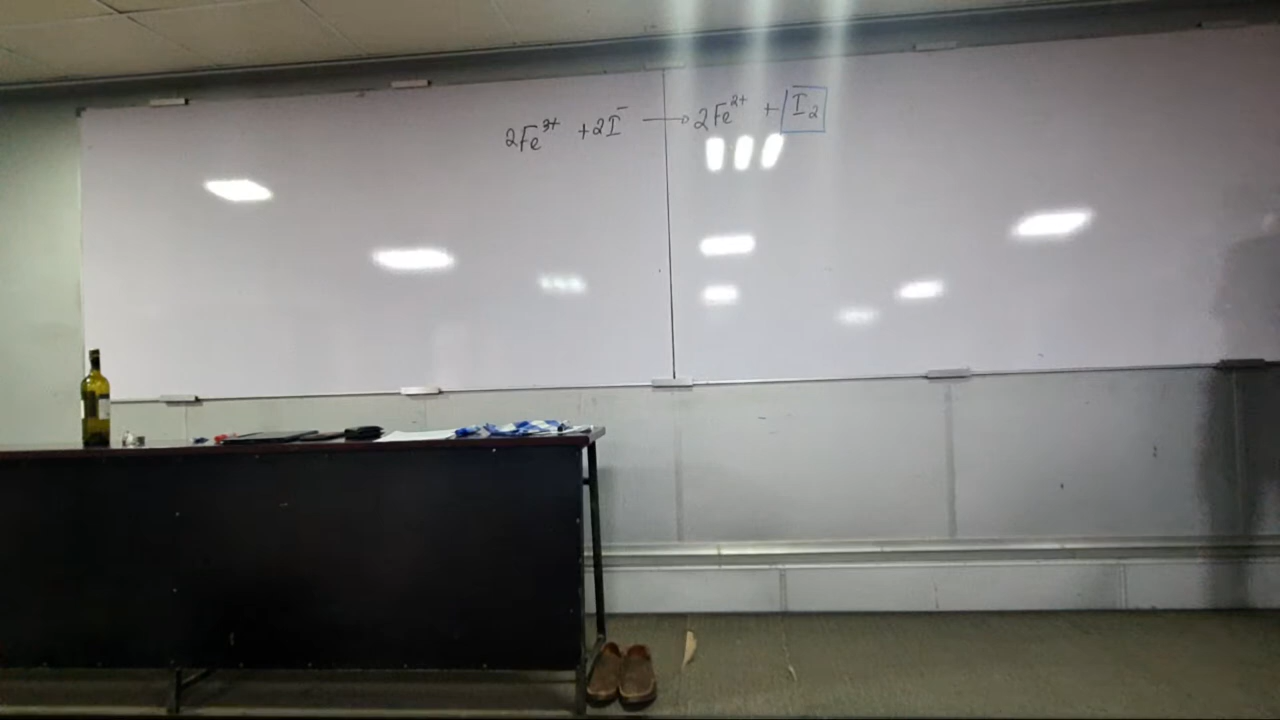 2Fe³⁺ + 2I⁻ → 2Fe²⁺ + I₂